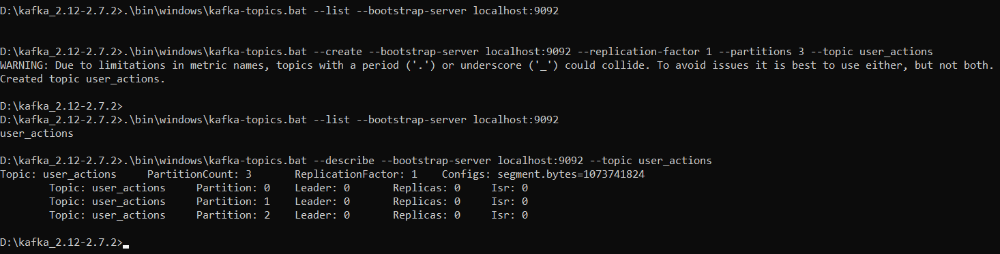 D:\kafka_2.12-2.7.2>.\bin\windows\kafka-topics.bat --list --bootstrap-server localhost:9092
D:\kafka_2.12-2.7.2>.\bin\windows\kafka-topics.bat --create --bootstrap-server localhost:9092 --replication-factor 1 --partitions 3 --topic user_actions
WARNING: Due to limitations in metric names, topics with a period ('.') or underscore ('_') could collide. To avoid issues it is best to use either, but not both.
Created topic user_actions.
D:\kafka_2.12-2.7.2>
D:\kafka_2.12-2.7.2>.\bin\windows\kafka-topics.bat --list --bootstrap-server localhost:9092
user_actions
D:\kafka_2.12-2.7.2>.\bin\windows\kafka-topics.bat --describe --bootstrap-server localhost:9092 --topic user_actions
Topic: user_actions PartitionCount: 3 ReplicationFactor: 1 Configs: segment.bytes=1073741824
Topic: user_actions Partition: 0 Leader: 0 Replicas: 0 Isr: 0
Topic: user_actions Partition: 1 Leader: 0 Replicas: 0 Isr: 0
Topic: user_actions Partition: 2 Leader: 0 Replicas: 0 Isr: 0
D:\kafka_2.12-2.7.2>